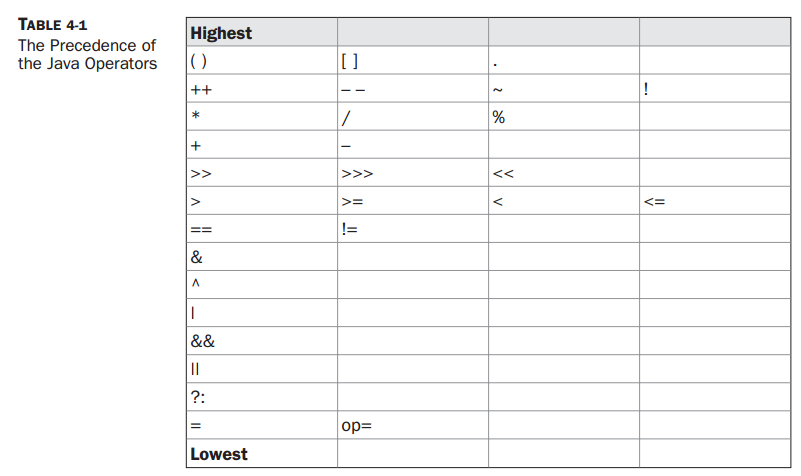 TABLE 4-1
The Precedence of
the Java Operators
Highest
( ) [ ] .
++ – – ~ !
* / %
+ –
>> >>> <<
> >= < <=
== !=
&
^
|
&&
||
?:
= op=
Lowest